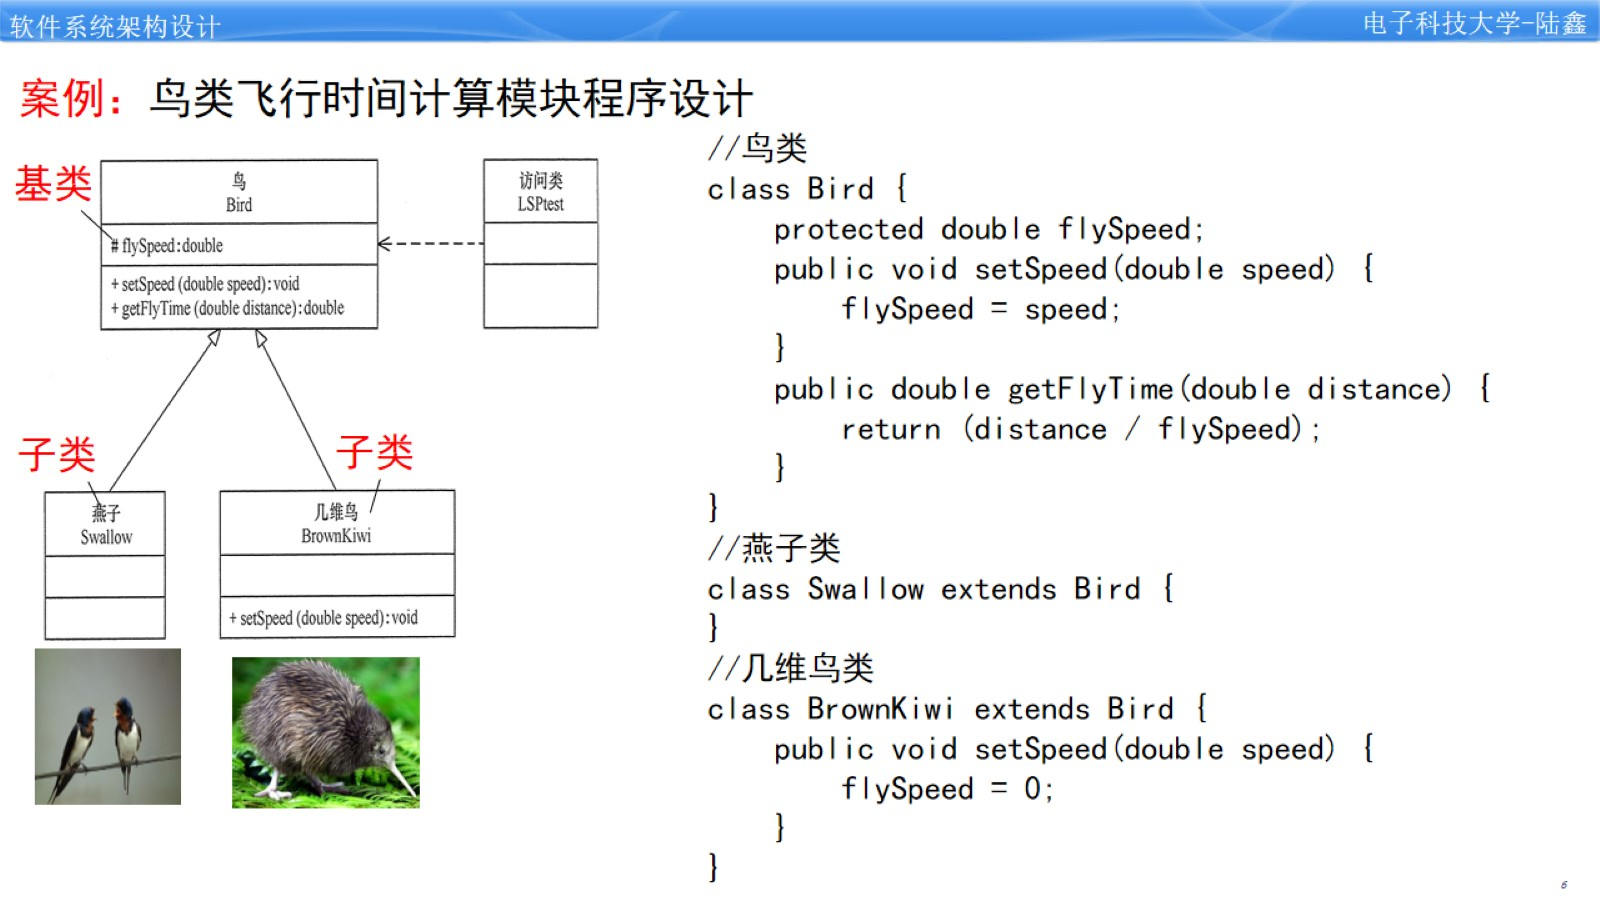 软件系统架构设计
电子科技大学-陆鑫
案例：鸟类飞行时间计算模块程序设计
基类
鸟
Bird
# flySpeed:double
+ setSpeed (double speed):void
+ getFlyTime (double distance):double
访问类
LSPtest
子类
燕子
Swallow
子类
几维鸟
BrownKiwi
+ setSpeed (double speed):void
//鸟类
class Bird {
protected double flySpeed;
public void setSpeed(double speed) {
flySpeed = speed;
}
public double getFlyTime(double distance) {
return (distance / flySpeed);
}
}
//燕子类
class Swallow extends Bird {
}
//几维鸟类
class BrownKiwi extends Bird {
public void setSpeed(double speed) {
flySpeed = 0;
}
}
6